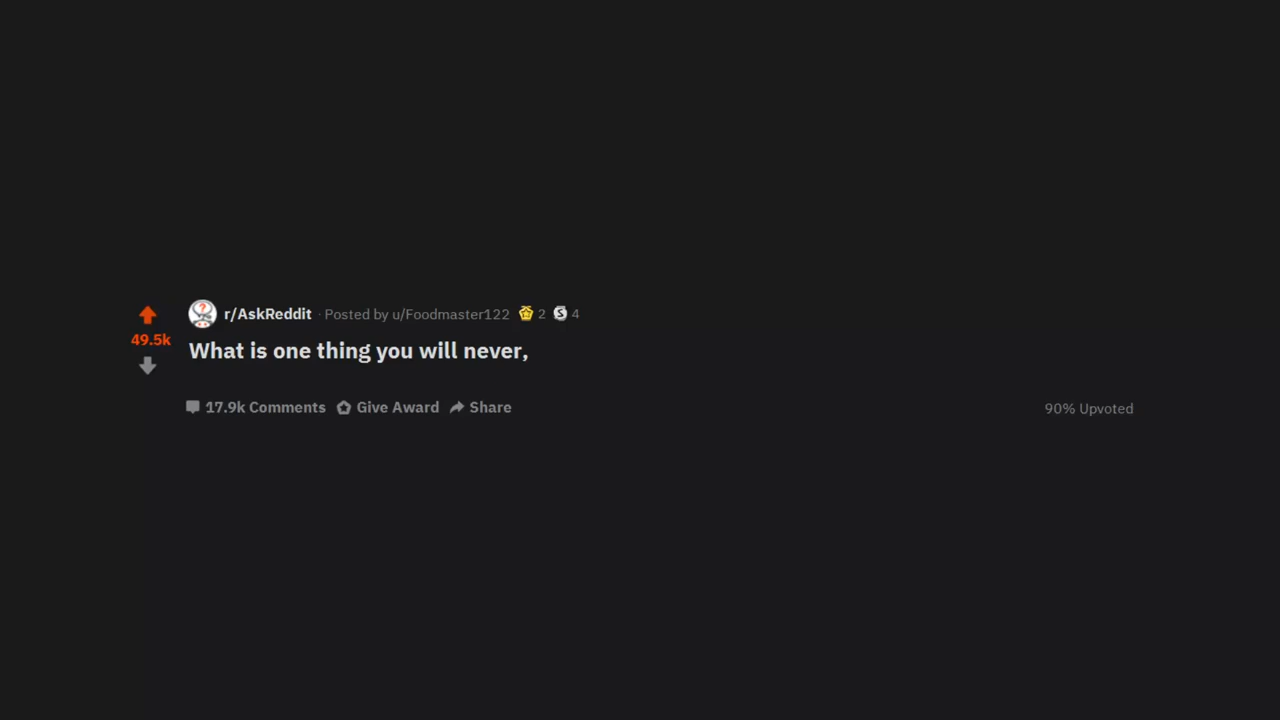 r/AskReddit · Posted by u/Foodmaster122 2 S 4
49.5k
What is one thing you will never,
17.9k Comments Give Award Share 90% Upvoted